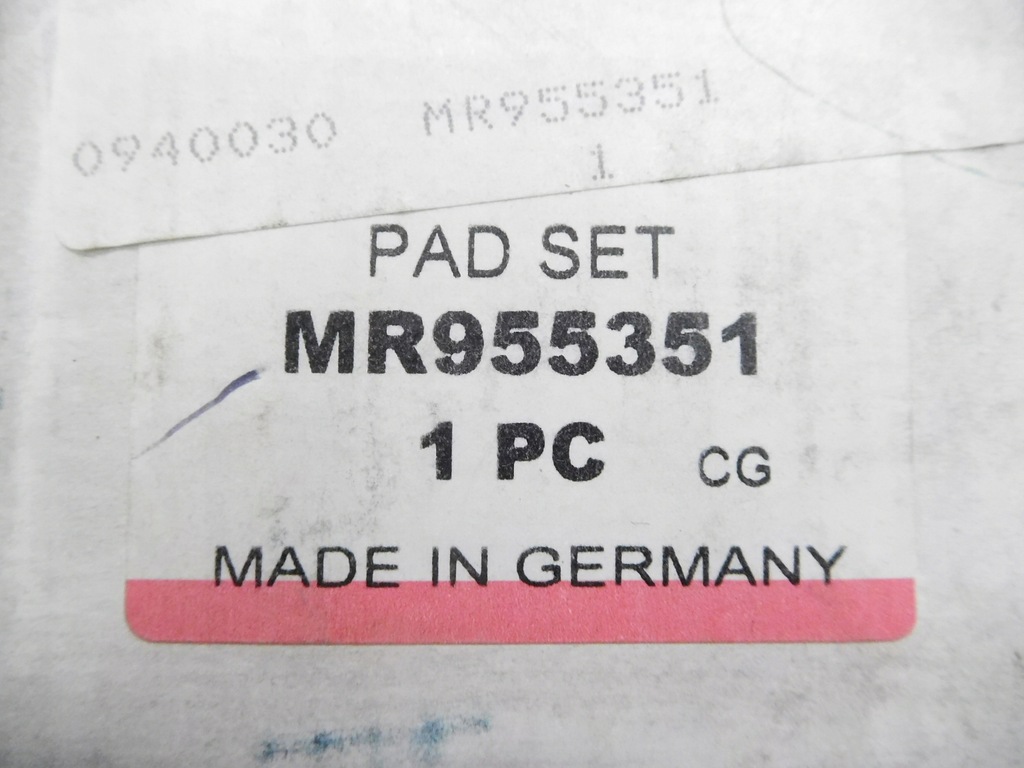 0940030 MR955351
1
PAD SET
MR955351
1 PC CG
MADE IN GERMANY